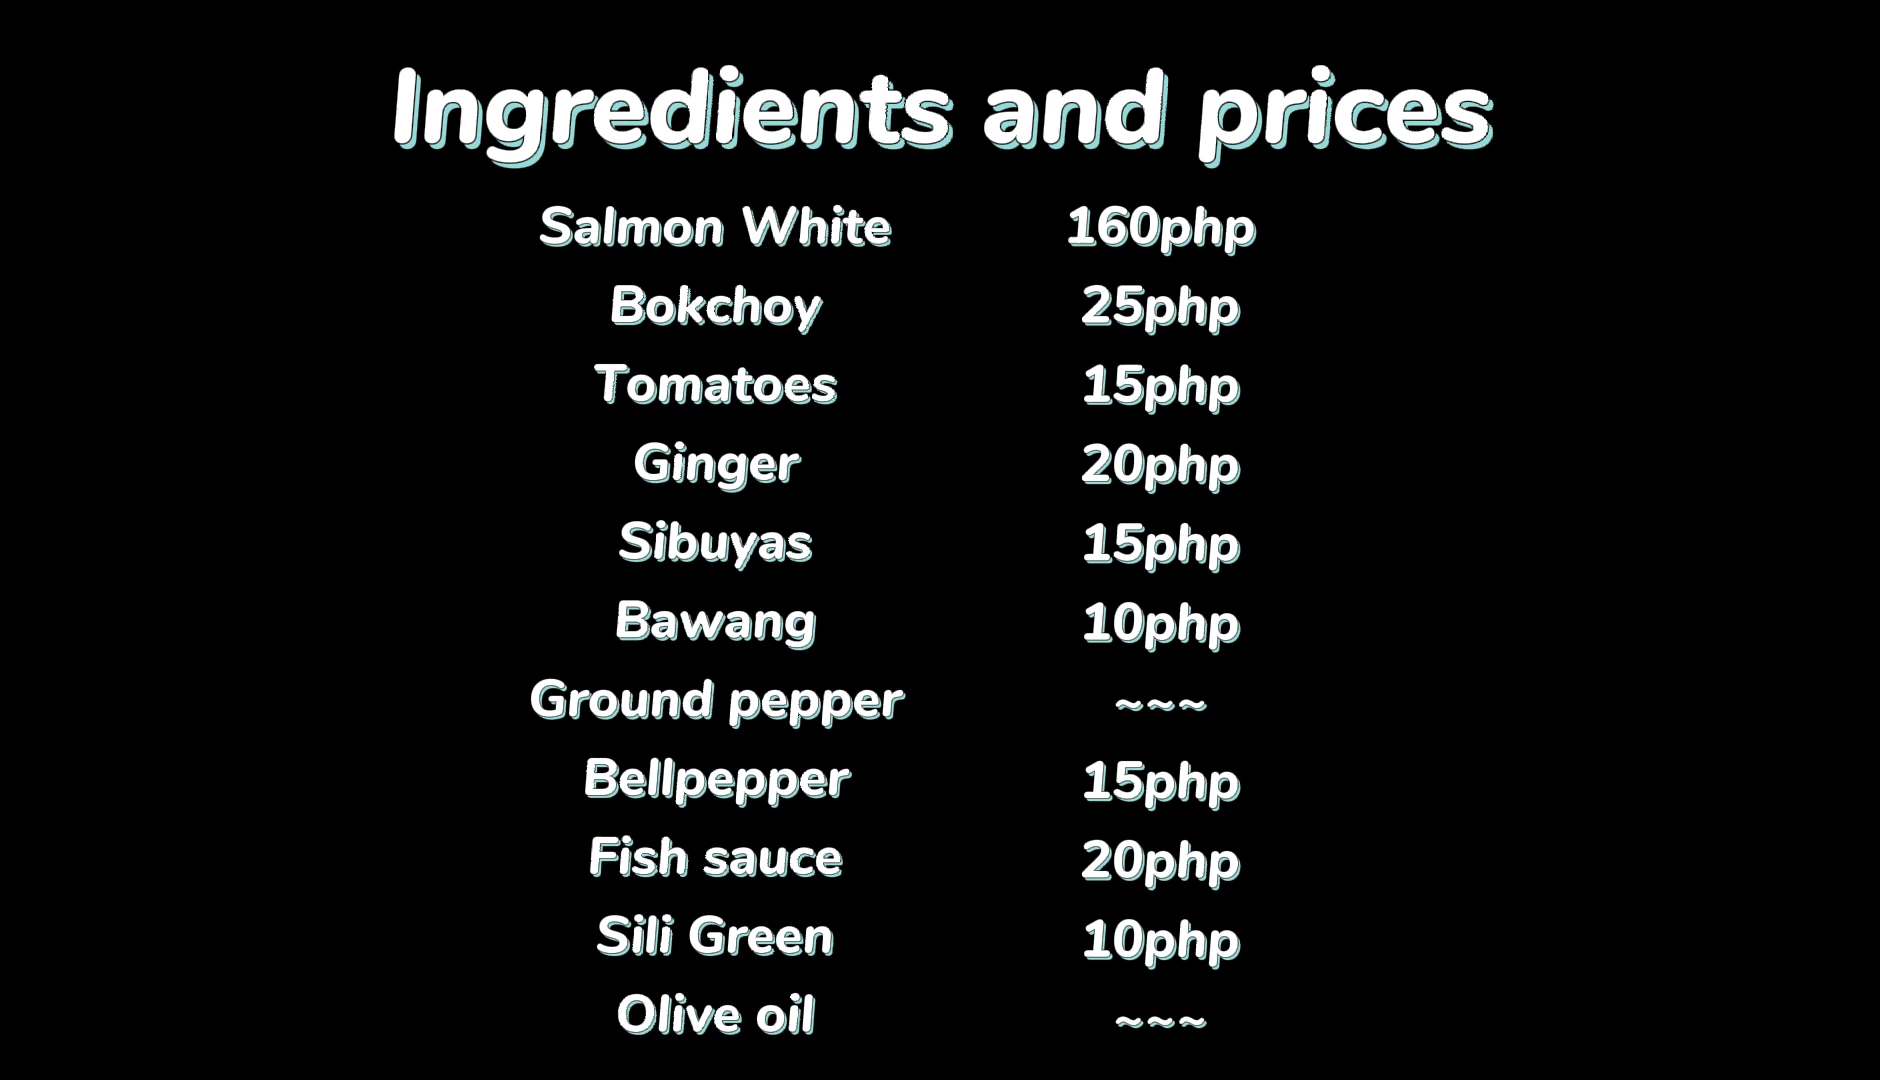 Ingredients and prices
Salmon White 160php
Bokchoy 25php
Tomatoes 15php
Ginger 20php
Sibuyas 15php
Bawang 10php
Ground pepper ~~~
Bellpepper 15php
Fish sauce 20php
Sili Green 10php
Olive oil ~~~